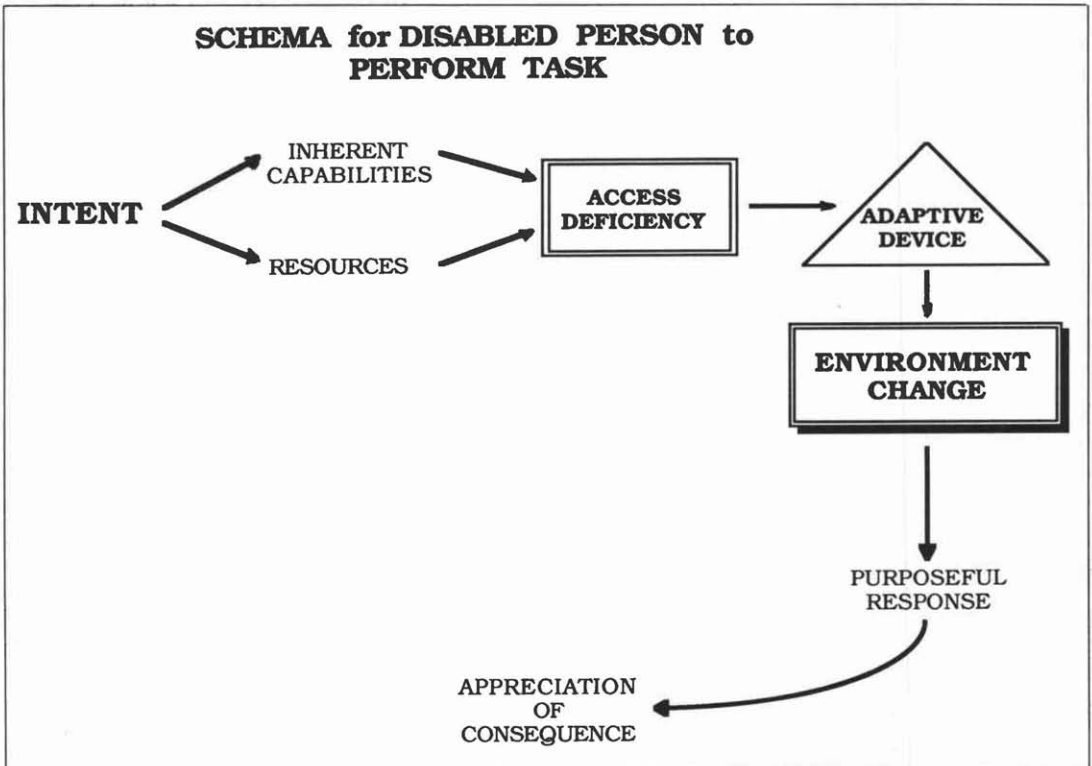 SCHEMA for DISABLED PERSON to
PERFORM TASK
INTENT
INHERENT
CAPABILITIES
RESOURCES
ACCESS
DEFICIENCY
ADAPTIVE
DEVICE
ENVIRONMENT
CHANGE
PURPOSEFUL
RESPONSE
APPRECIATION
OF
CONSEQUENCE